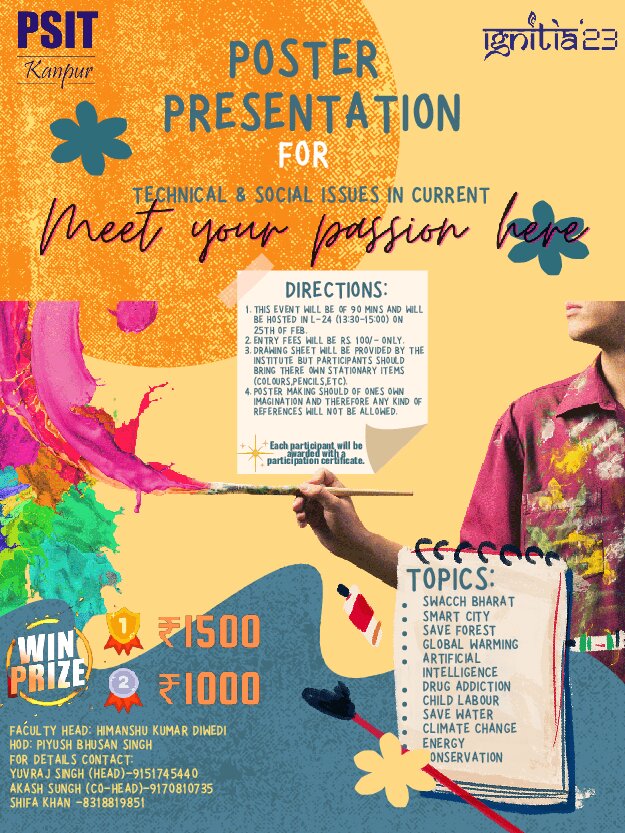 PSIT
Kanpur
ignitia'23
POSTER
PRESENTATION
FOR
TECHNICAL & SOCIAL ISSUES IN CURRENT
Meet your passion here
DIRECTIONS:
1. THIS EVENT WILL BE OF 90 MINS AND WILL
BE HOSTED IN L-24 (13:30-15:00) ON
25TH OF FEB.
2. ENTRY FEES WILL BE RS 100/- ONLY.
3. DRAWING SHEET WILL BE PROVIDED BY THE
INSTITUTE BUT PARTICIPANTS SHOULD
BRING THERE OWN STATIONARY ITEMS
(COLOURS,PENCILS,ETC).
4. POSTER MAKING SHOULD OF ONES OWN
IMAGINATION AND THEREFORE ANY KIND OF
REFERENCES WILL NOT BE ALLOWED.
Each participant will be
awarded with a
participation certificate.
TOPICS:
• SWACCH BHARAT
• SMART CITY
• SAVE FOREST
• GLOBAL WARMING
• ARTIFICIAL
INTELLIGENCE
• DRUG ADDICTION
• CHILD LABOUR
• SAVE WATER
• CLIMATE CHANGE
• ENERGY
ONSERVATION
WIN
PRIZE
1 ₹1500
2 ₹1000
FACULTY HEAD: HIMANSHU KUMAR DIWEDI
HOD: PIYUSH BHUSAN SINGH
FOR DETAILS CONTACT:
YUVRAJ SINGH (HEAD)-9151745440
AKASH SUNGH (CO-HEAD)-9170810735
SHIFA KHAN -8318819851